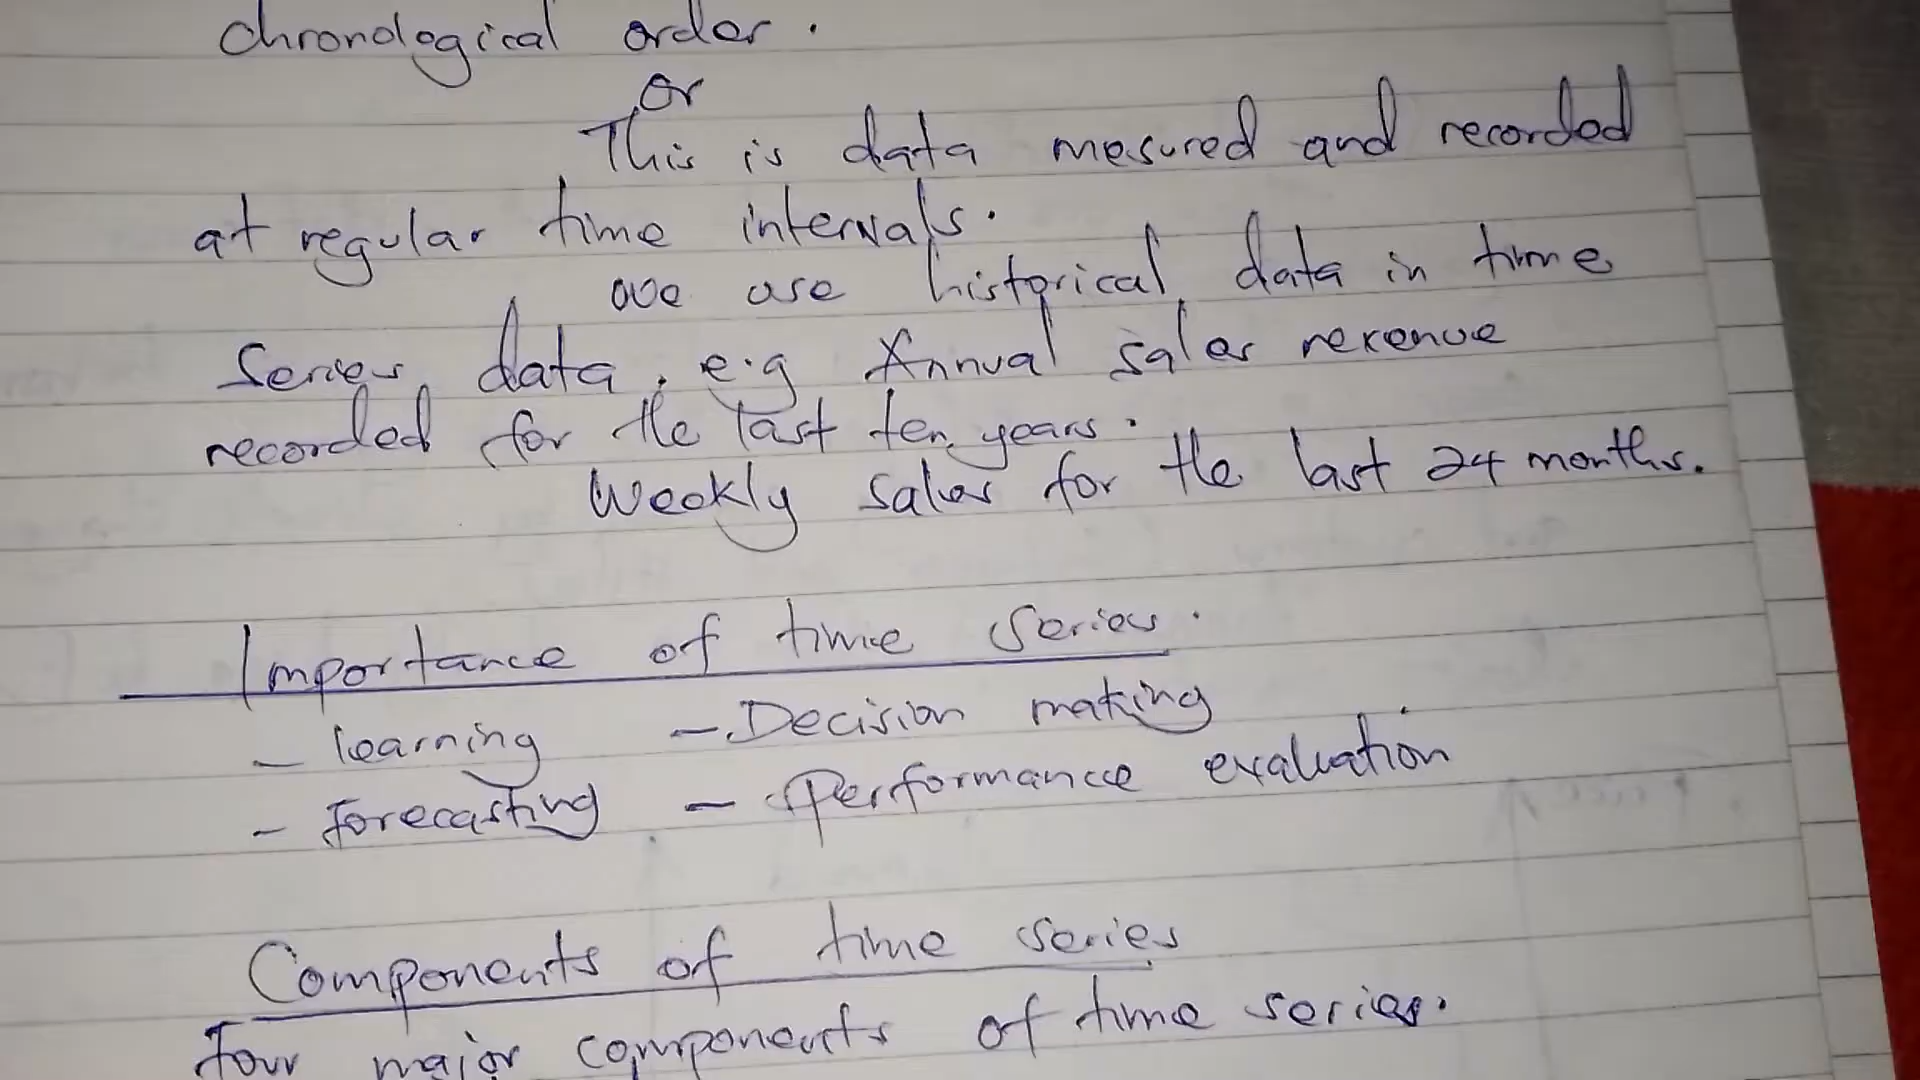 chronological order.
or
This is data mesured and recorded
at regular time intervals.
we use historical data in time
Series data, e.g Annual sales revenue
recorded for the last ten years.
Weekly sales for the last 24 months.
Importance of time series.
- learning - Decision making
- forecasting - performance evaluation
Components of time series
Four major components of time series.